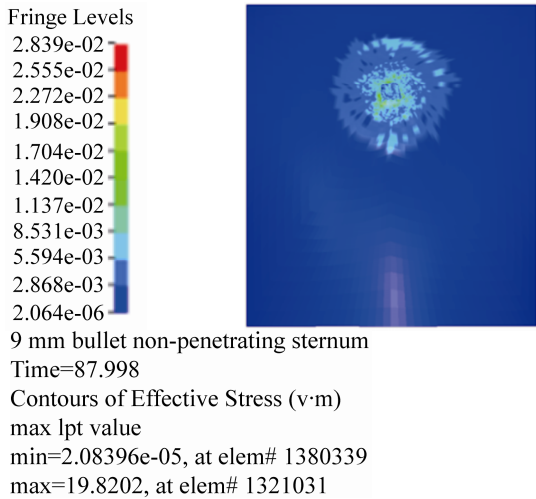 Fringe Levels
2.839e-02
2.555e-02
2.272e-02
1.908e-02
1.704e-02
1.420e-02
1.137e-02
8.531e-03
5.594e-03
2.868e-03
2.064e-06
9 mm bullet non-penetrating sternum
Time=87.998
Contours of Effective Stress (v·m)
max lpt value
min=2.08396e-05, at elem# 1380339
max=19.8202, at elem# 1321031